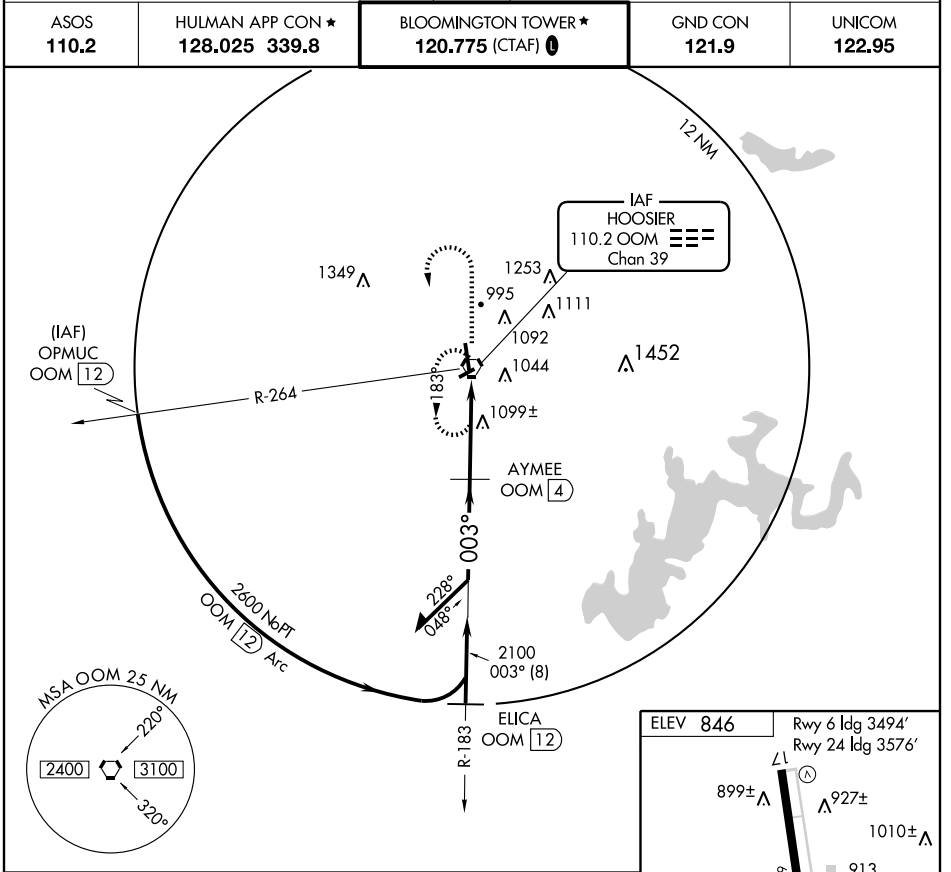 ASOS
110.2
HULMAN APP CON ★
128.025 339.8
BLOOMINGTON TOWER ★
120.775 (CTAF) L
GND CON
121.9
UNICOM
122.95
12 NM
IAF
HOOSIER
110.2 OOM
Chan 39
1349
1253
995
1111
1092
1044
1452
1099±
183°
(IAF)
OPMUC
OOM 12
R-264
AYMEE
OOM 4
003°
228°
048°
2600 NoPT
OOM 12 Arc
2100
003° (8)
ELICA
OOM 12
R-183
MSA OOM 25 NM
220°
2400
3100
320°
ELEV 846
Rwy 6 ldg 3494'
Rwy 24 ldg 3576'
17
899±
927±
1010±
913